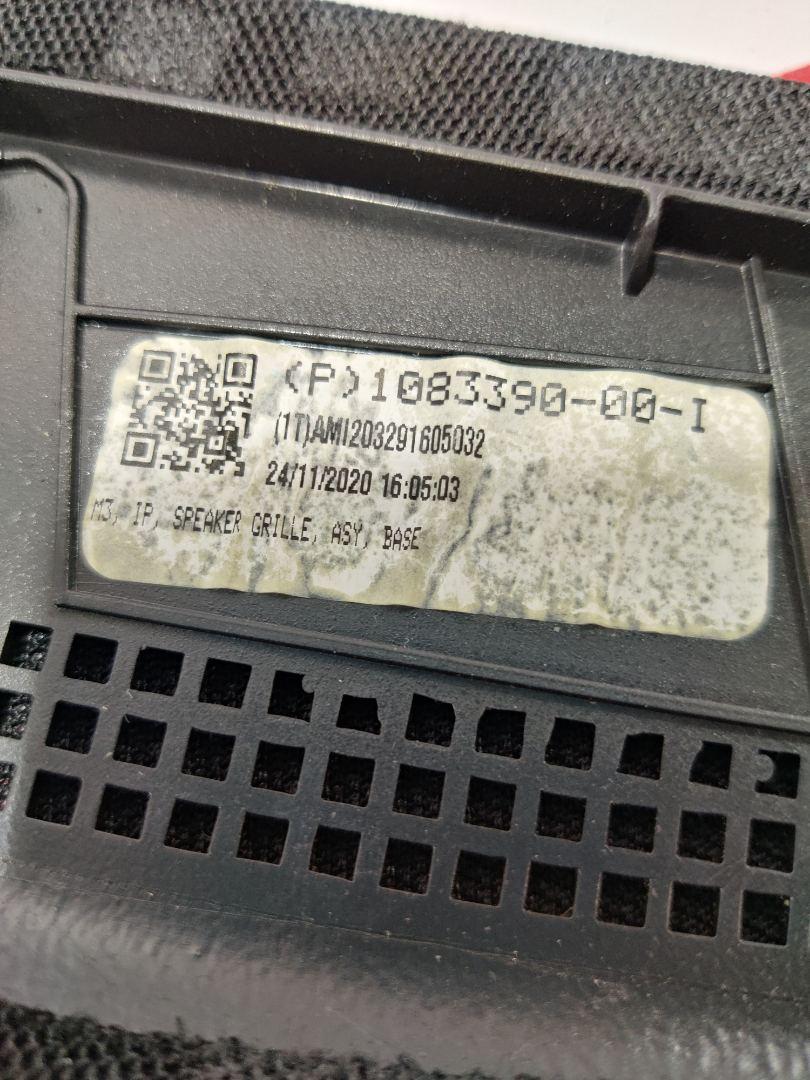 (P)1083390-00-I
(1T)AMI203291605032
24/11/2020 16:05:03
M3, IP, SPEAKER GRILLE, ASY, BASE